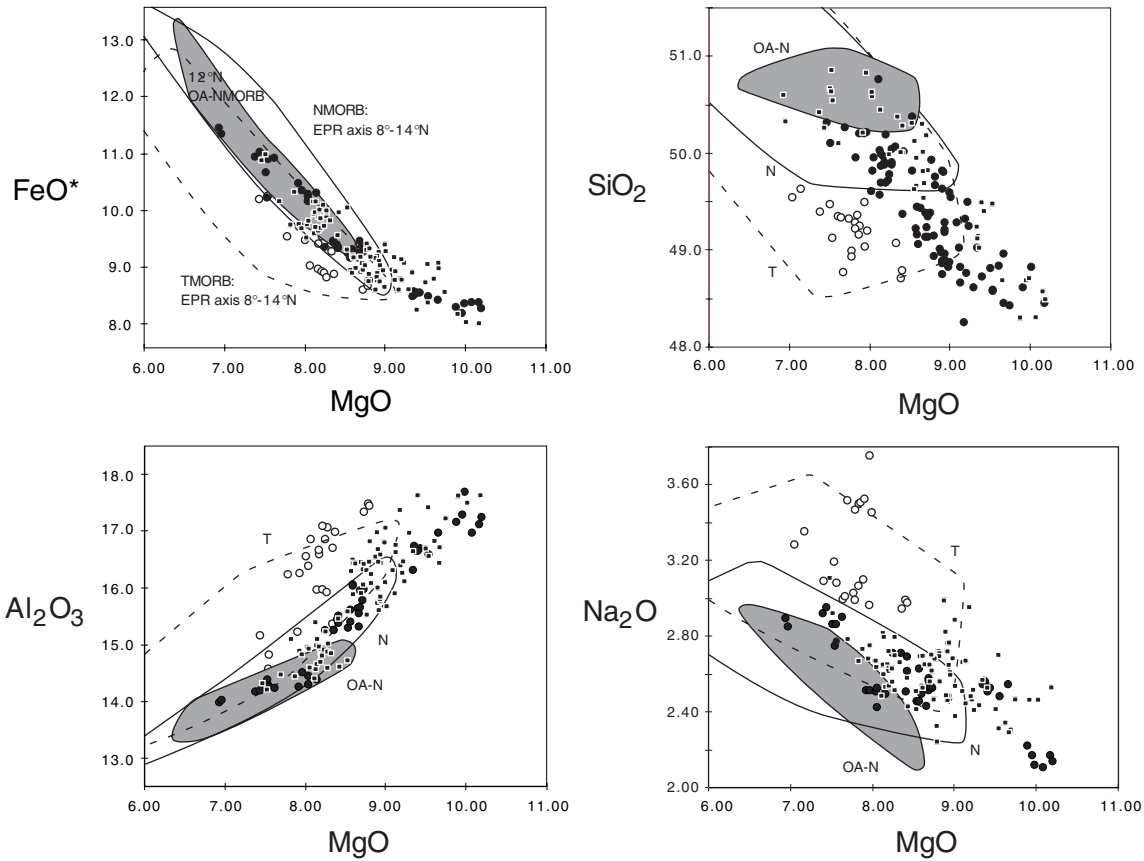 13.0
12.0
11.0
10.0
9.0
8.0
FeO*
12°N
OA-NMORB
NMORB:
EPR axis 8°-14°N
TMORB:
EPR axis 8°-14°N
6.00 7.00 8.00 9.00 10.00 11.00
MgO
51.0
50.0
49.0
48.0
SiO2
OA-N
N
T
6.00 7.00 8.00 9.00 10.00 11.00
MgO
18.0
17.0
16.0
15.0
14.0
13.0
Al2O3
T
N
OA-N
6.00 7.00 8.00 9.00 10.00 11.00
MgO
3.60
3.20
2.80
2.40
2.00
Na2O
T
N
OA-N
6.00 7.00 8.00 9.00 10.00 11.00
MgO